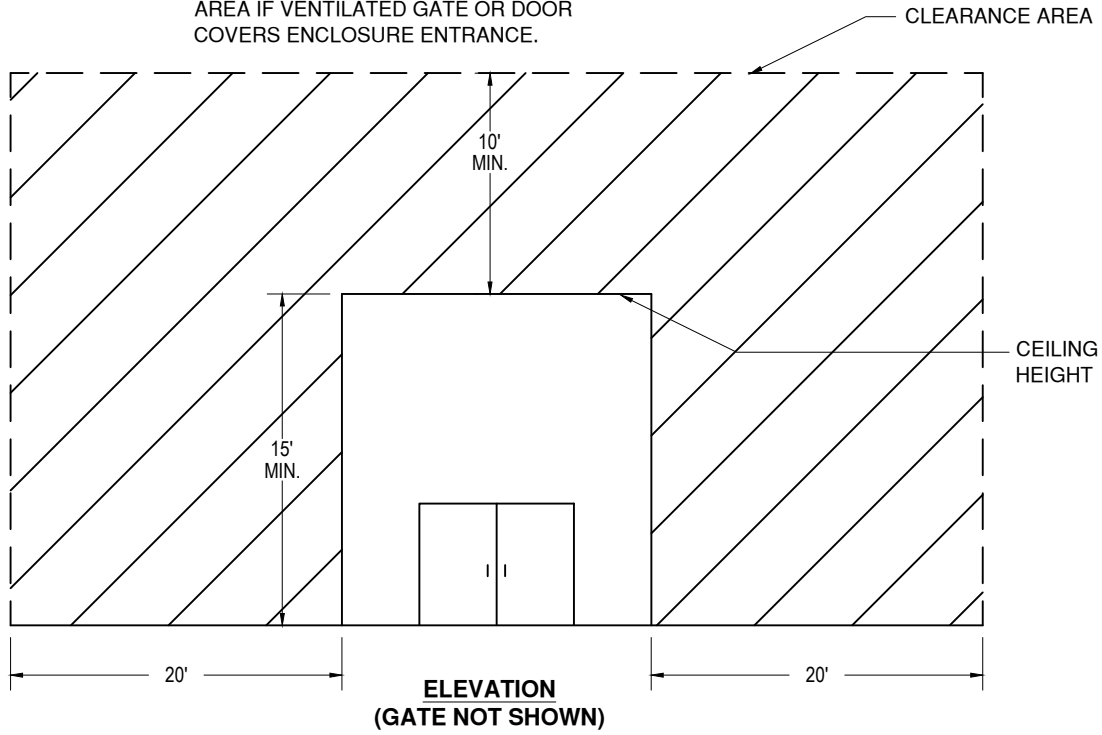 AREA IF VENTILATED GATE OR DOOR
COVERS ENCLOSURE ENTRANCE.
CLEARANCE AREA
10'
MIN.
CEILING
HEIGHT
15'
MIN.
20'
20'
ELEVATION
(GATE NOT SHOWN)